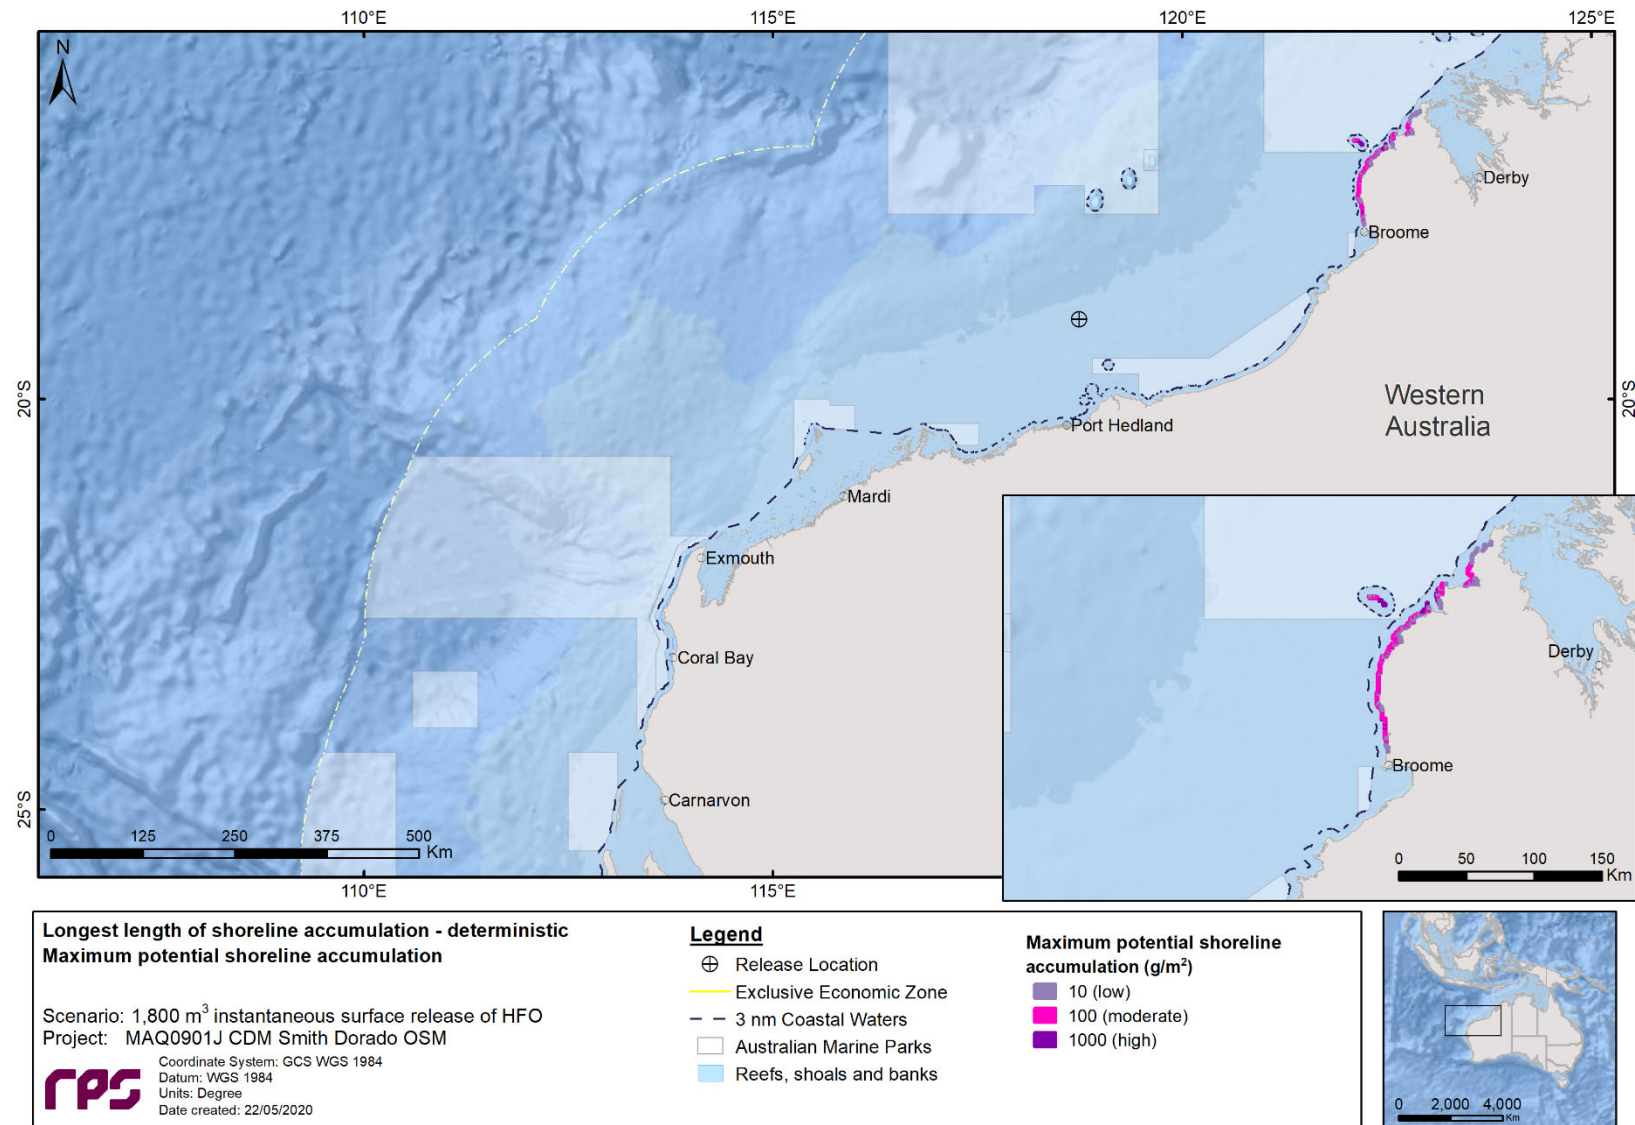 110°E
115°E
120°E
125°E
N
Derby
Broome
20°S
20°S
Western
Australia
Port Hedland
Mardi
Exmouth
Derby
Coral Bay
Broome
Carnarvon
25°S
0 125 250 375 500
Km
0 50 100 150
Km
110°E
115°E
Longest length of shoreline accumulation - deterministic
Maximum potential shoreline accumulation
Scenario: 1,800 m³ instantaneous surface release of HFO
Project: MAQ0901J CDM Smith Dorado OSM
rps
Coordinate System: GCS WGS 1984
Datum: WGS 1984
Units: Degree
Date created: 22/05/2020
Legend
Release Location
Exclusive Economic Zone
3 nm Coastal Waters
Australian Marine Parks
Reefs, shoals and banks
Maximum potential shoreline
accumulation (g/m²)
10 (low)
100 (moderate)
1000 (high)
0 2,000 4,000
Km